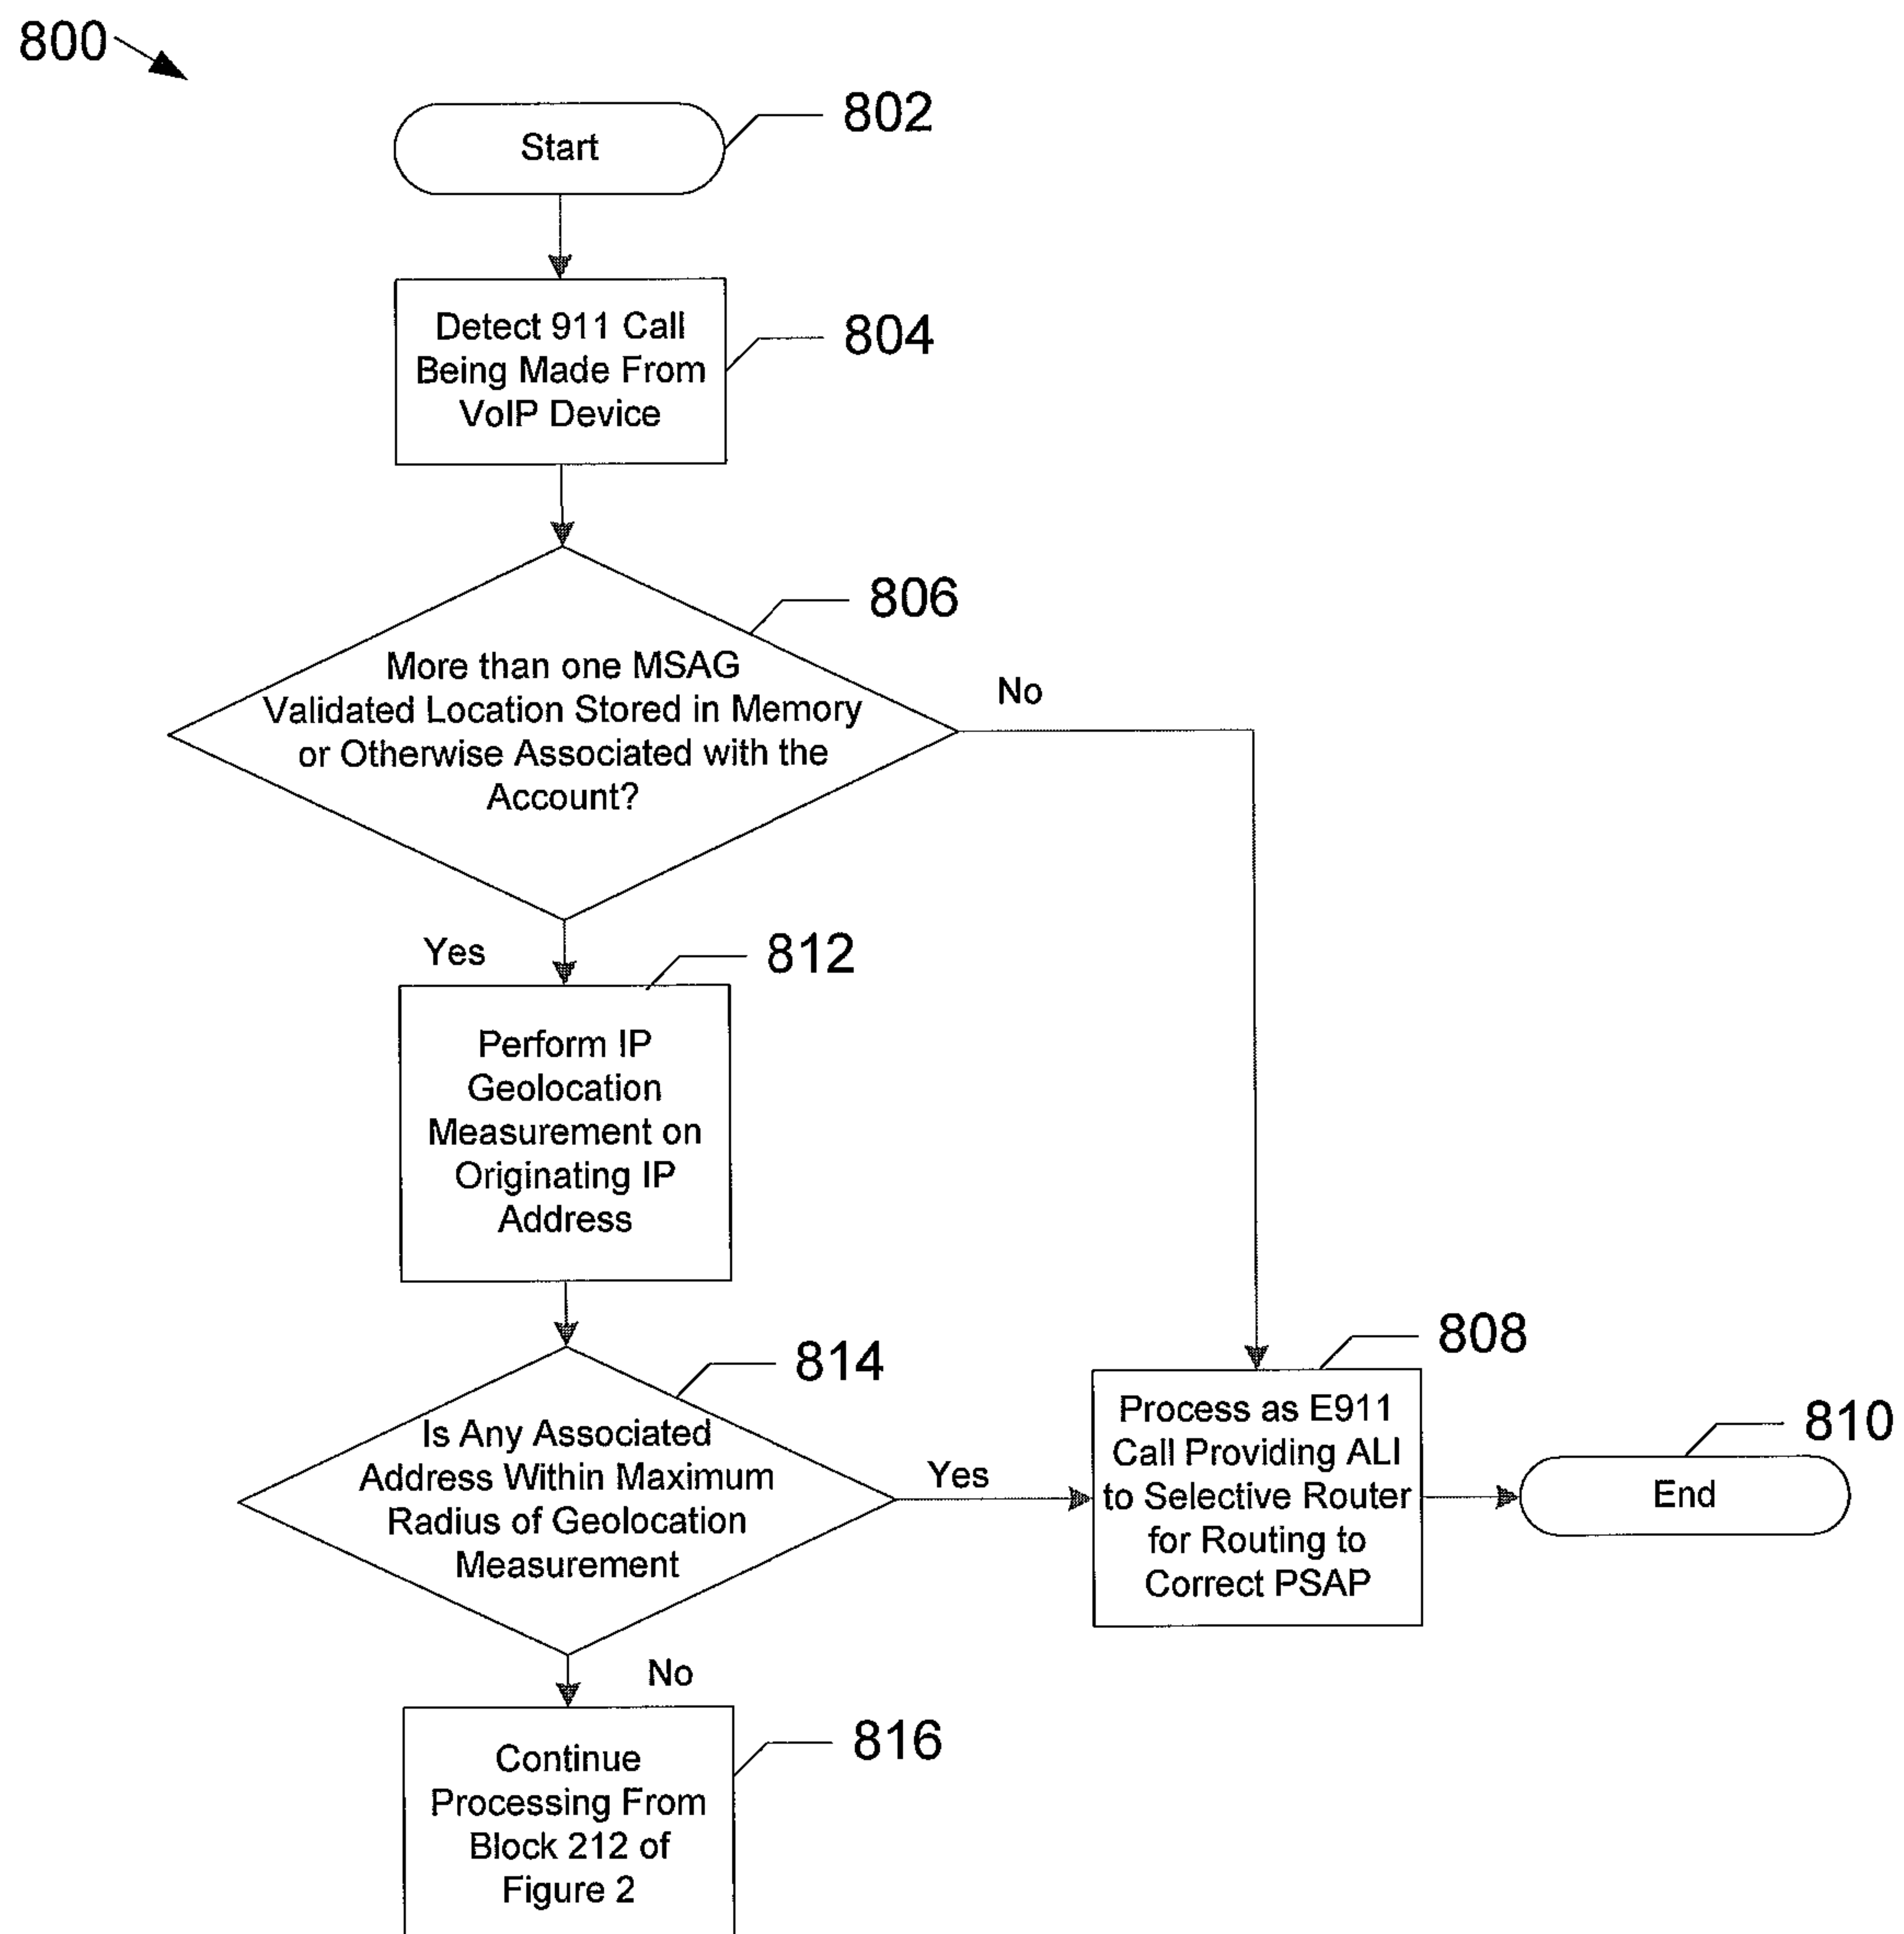 800
802
Start
804
Detect 911 Call
Being Made From
VoIP Device
806
More than one MSAG
Validated Location Stored in Memory
or Otherwise Associated with the
Account?
No
Yes
812
Perform IP
Geolocation
Measurement on
Originating IP
Address
814
Is Any Associated
Address Within Maximum
Radius of Geolocation
Measurement
Yes
808
Process as E911
Call Providing ALI
to Selective Router
for Routing to
Correct PSAP
810
End
No
816
Continue
Processing From
Block 212 of
Figure 2